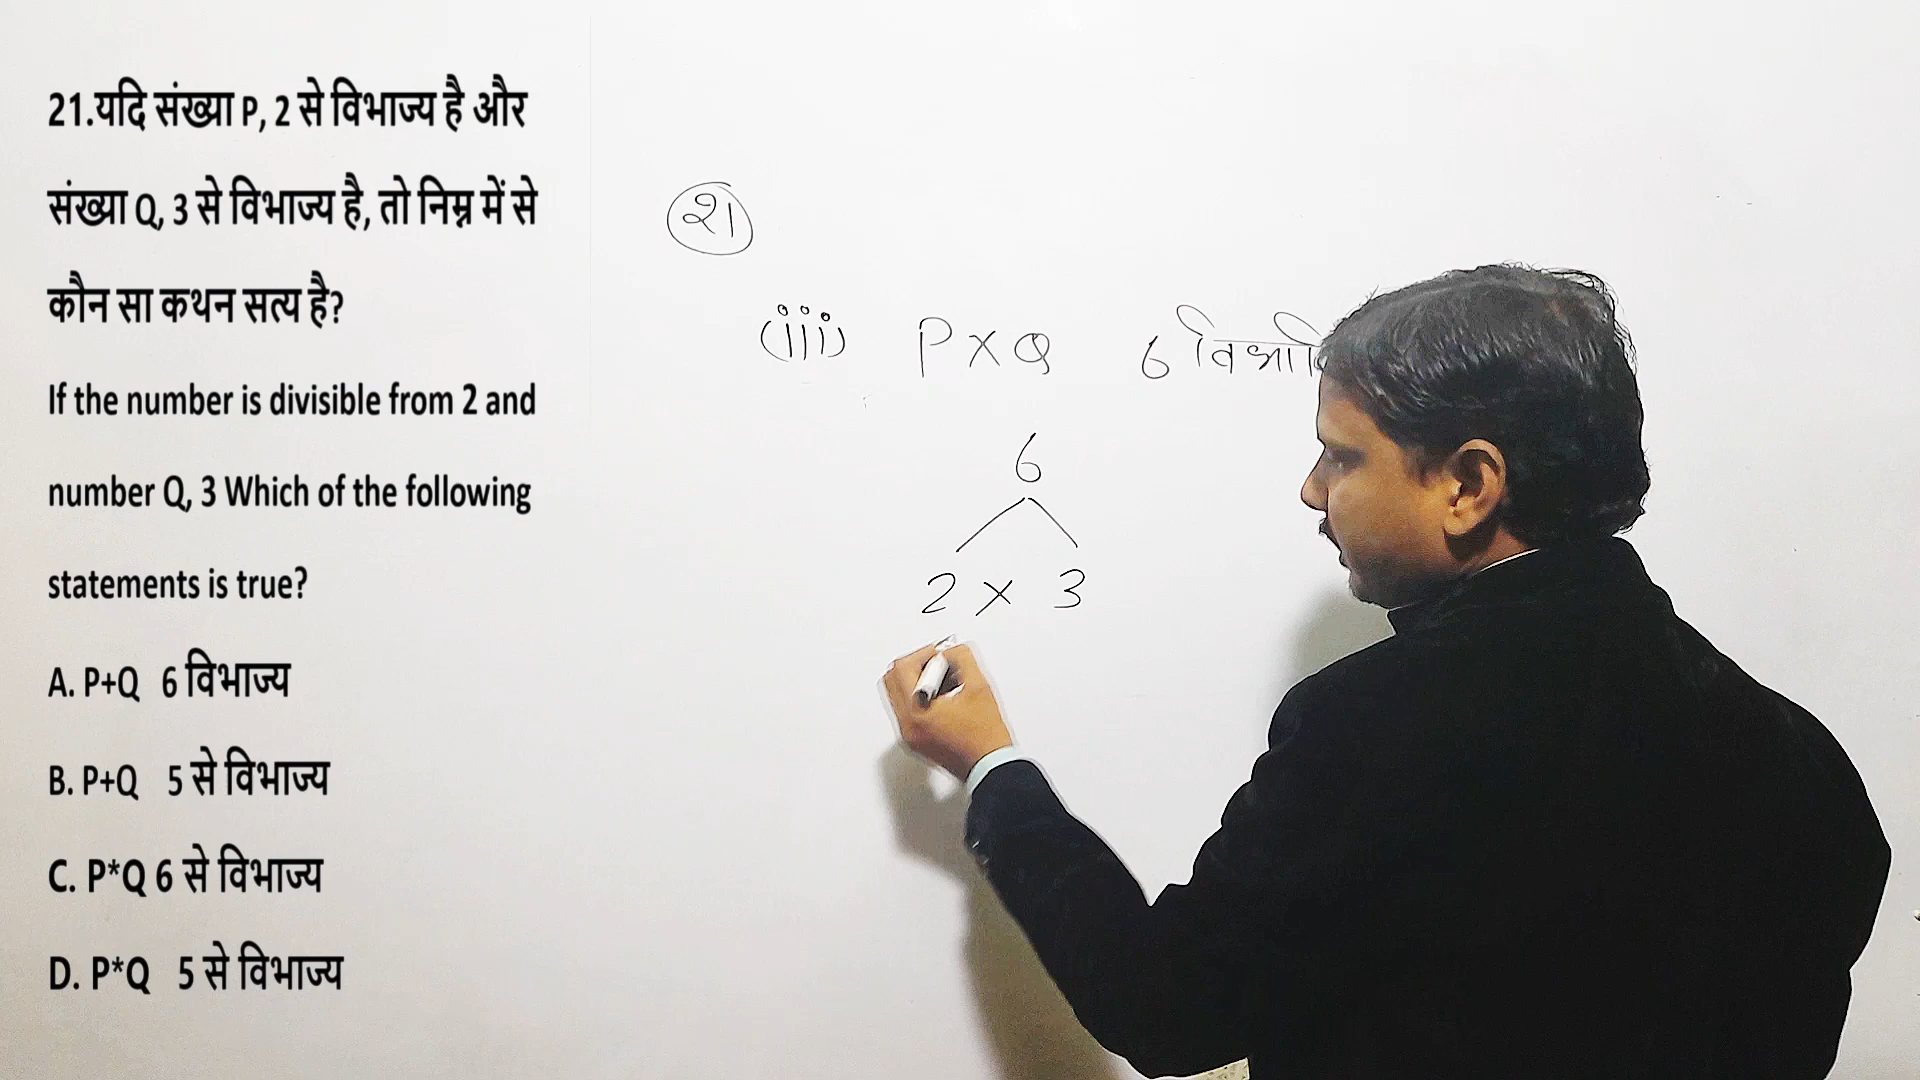 21.यदि संख्या P, 2 से विभाज्य है और
संख्या Q, 3 से विभाज्य है, तो निम्न में से
कौन सा कथन सत्य है?
If the number is divisible from 2 and
number Q, 3 Which of the following
statements is true?
A. P+Q 6 विभाज्य
B. P+Q 5 से विभाज्य
C. P*Q 6 से विभाज्य
D. P*Q 5 से विभाज्य
२१
(iii) P X Q 6
6
2 x 3